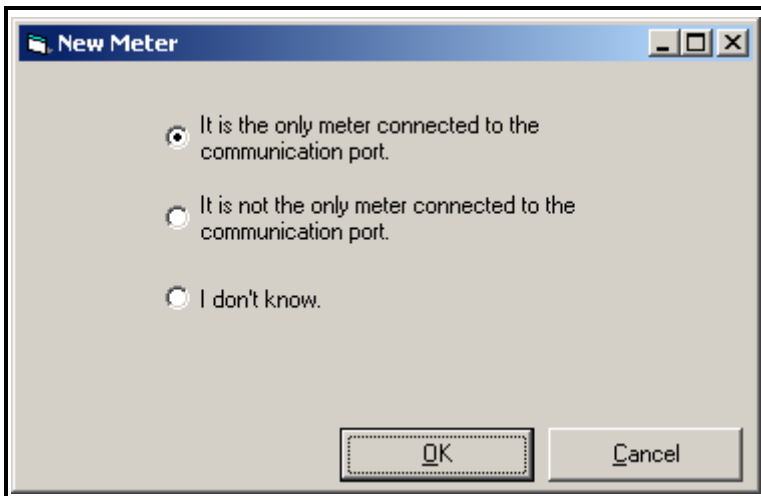 New Meter
It is the only meter connected to the
communication port.
It is not the only meter connected to the
communication port.
I don't know.
OK
Cancel